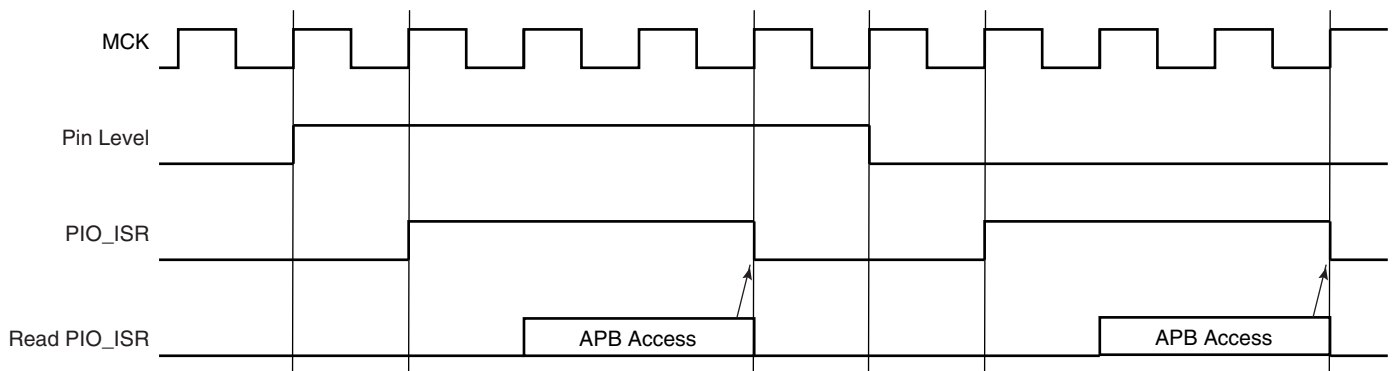 MCK
Pin Level
PIO_ISR
Read PIO_ISR
APB Access
APB Access